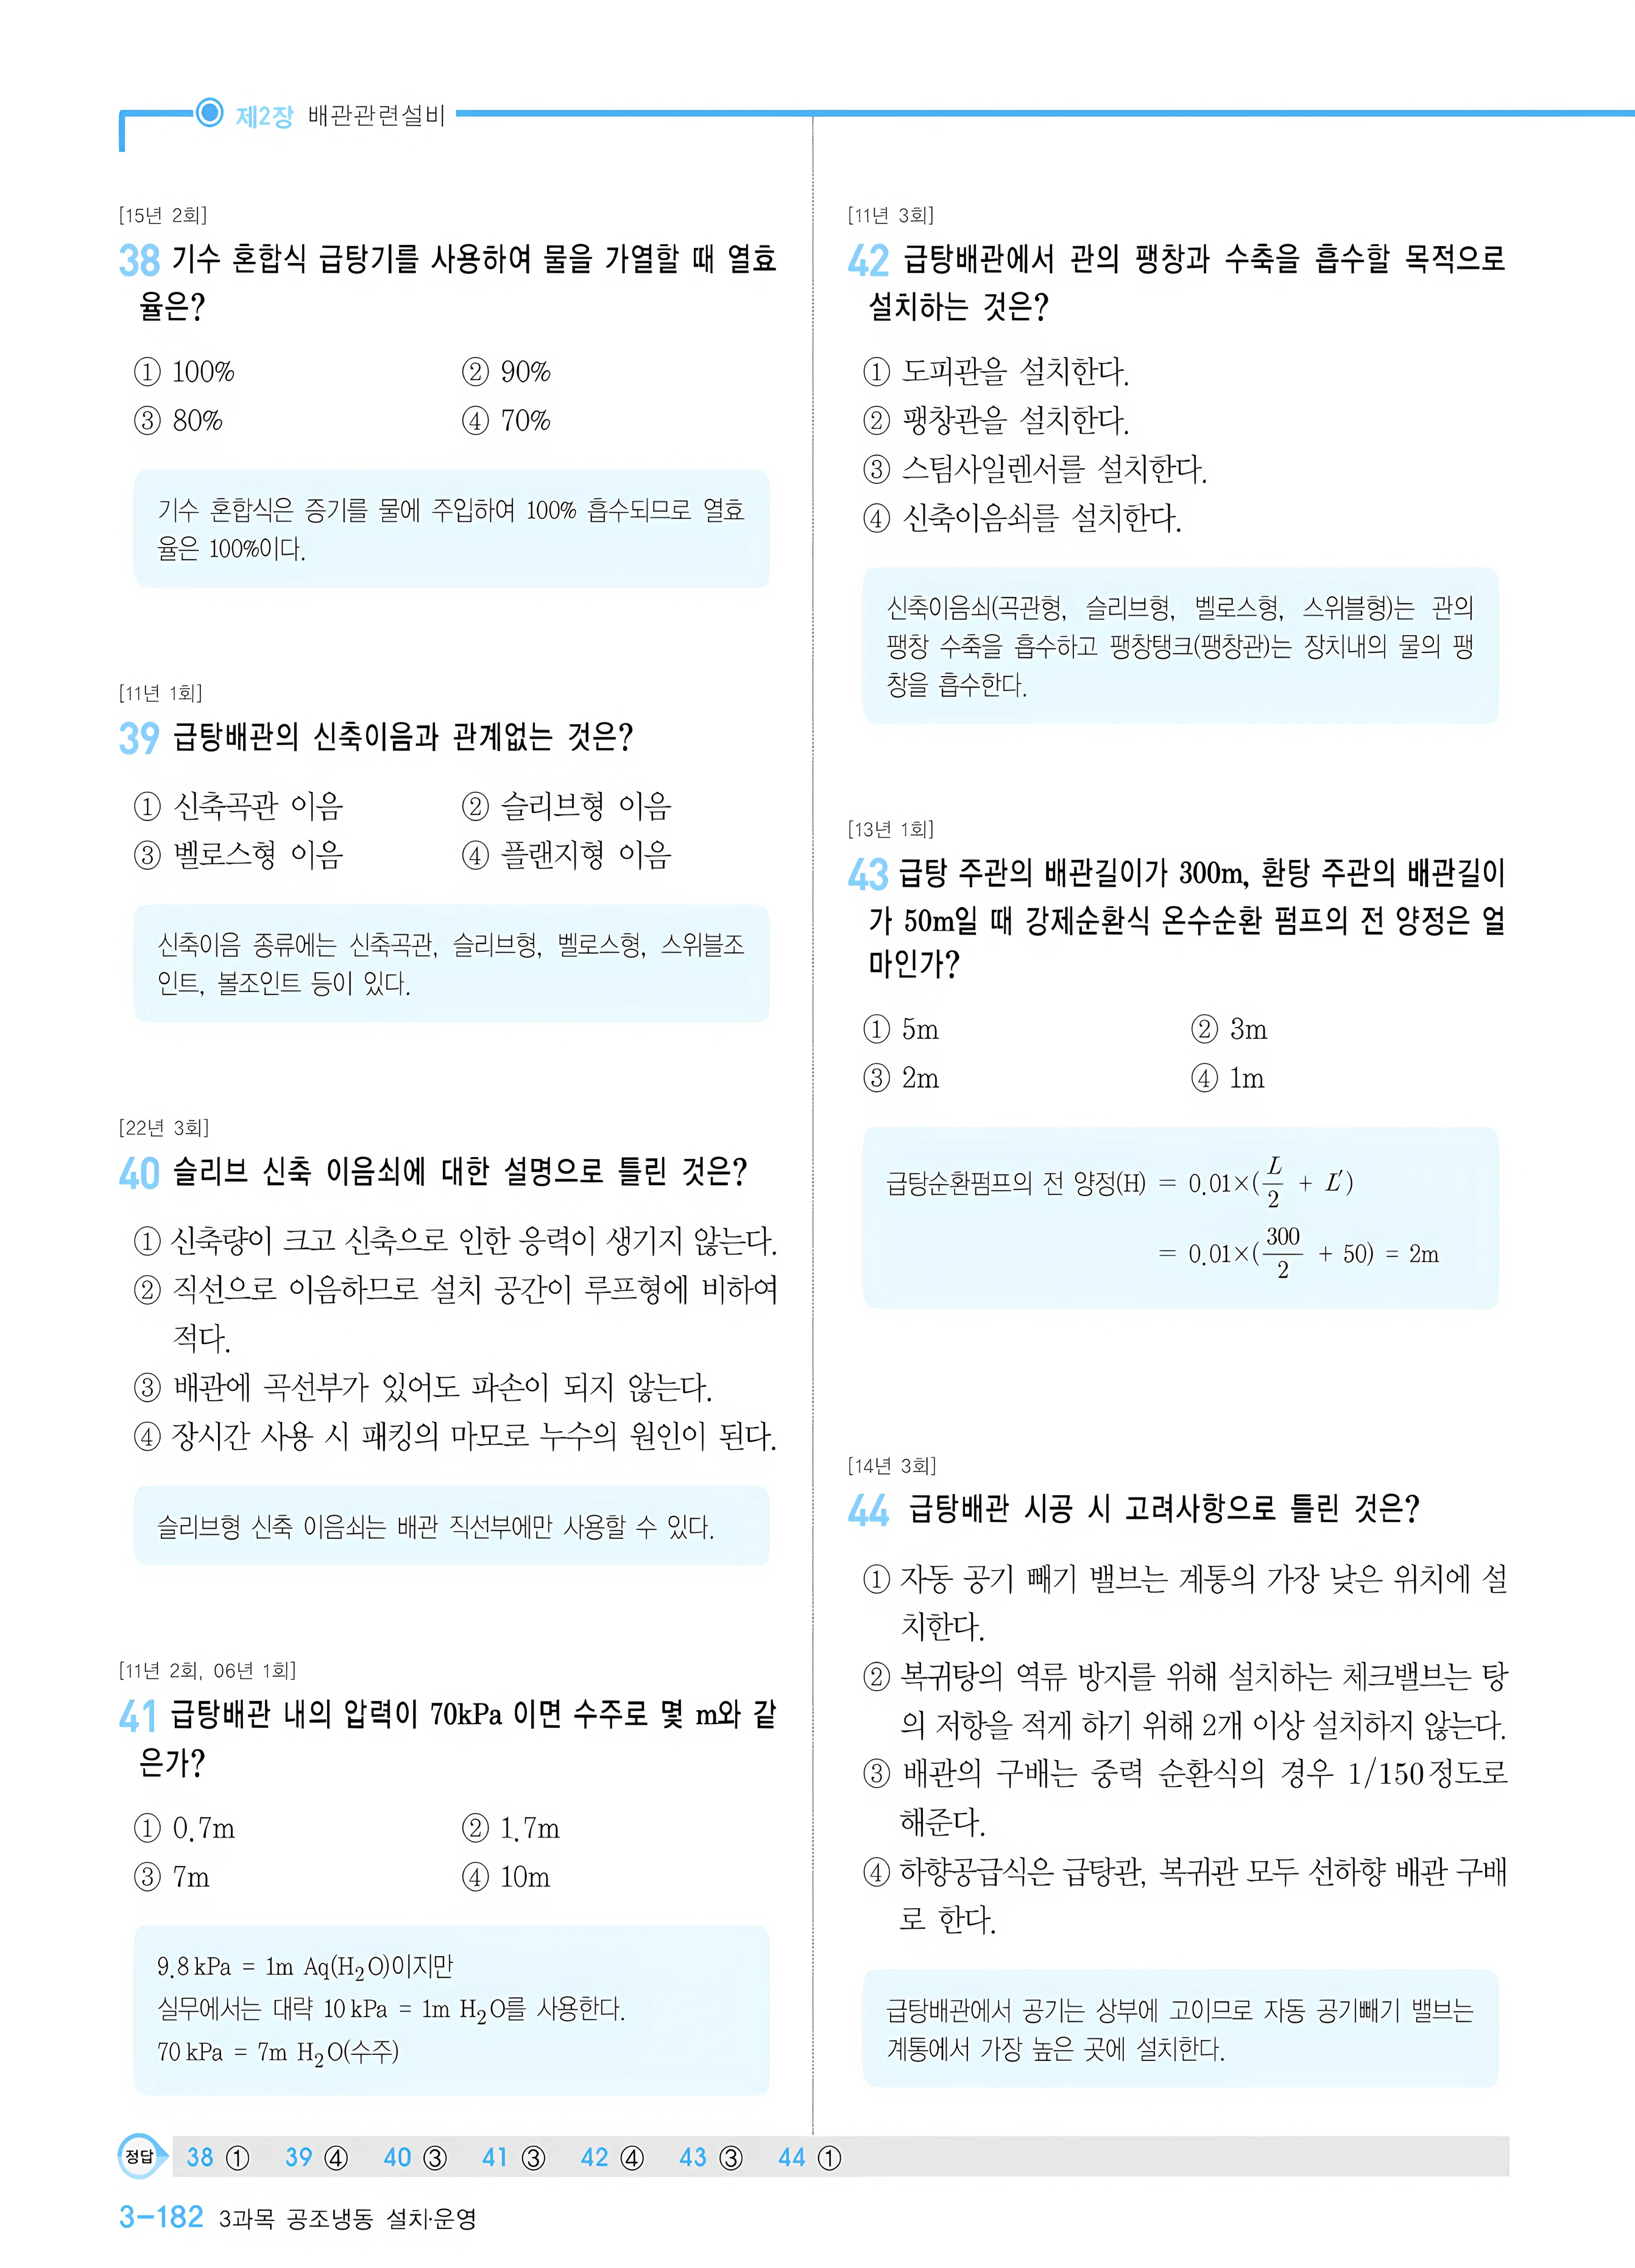 제2장 배관관련설비
[15년 2회]
38 기수 혼합식 급탕기를 사용하여 물을 가열할 때 열효
율은?
① 100%
② 90%
③ 80%
④ 70%
기수 혼합식은 증기를 물에 주입하여 100% 흡수되므로 열효
율은 100%이다.
[11년 1회]
39 급탕배관의 신축이음과 관계없는 것은?
① 신축곡관 이음
② 슬리브형 이음
③ 벨로스형 이음
④ 플랜지형 이음
신축이음 종류에는 신축곡관, 슬리브형, 벨로스형, 스위블조
인트, 볼조인트 등이 있다.
[22년 3회]
40 슬리브 신축 이음쇠에 대한 설명으로 틀린 것은?
① 신축량이 크고 신축으로 인한 응력이 생기지 않는다.
② 직선으로 이음하므로 설치 공간이 루프형에 비하여
적다.
③ 배관에 곡선부가 있어도 파손이 되지 않는다.
④ 장시간 사용 시 패킹의 마모로 누수의 원인이 된다.
슬리브형 신축 이음쇠는 배관 직선부에만 사용할 수 있다.
[11년 2회, 06년 1회]
41 급탕배관 내의 압력이 70kPa 이면 수주로 몇 m와 같
은가?
① 0.7m
② 1.7m
③ 7m
④ 10m
9.8 kPa = 1m Aq(H₂O)이지만
실무에서는 대략 10 kPa = 1m H₂O를 사용한다.
70 kPa = 7m H₂O(수주)
[11년 3회]
42 급탕배관에서 관의 팽창과 수축을 흡수할 목적으로
설치하는 것은?
① 도피관을 설치한다.
② 팽창관을 설치한다.
③ 스팀사일렌서를 설치한다.
④ 신축이음쇠를 설치한다.
신축이음쇠(곡관형, 슬리브형, 벨로스형, 스위블형)는 관의
팽창 수축을 흡수하고 팽창탱크(팽창관)는 장치내의 물의 팽
창을 흡수한다.
[13년 1회]
43 급탕 주관의 배관길이가 300m, 환탕 주관의 배관길이
가 50m일 때 강제순환식 온수순환 펌프의 전 양정은 얼
마인가?
① 5m
② 3m
③ 2m
④ 1m
급탕순환펌프의 전 양정(H) = 0.01×(L/2 + L′)
= 0.01×(300/2 + 50) = 2m
[14년 3회]
44 급탕배관 시공 시 고려사항으로 틀린 것은?
① 자동 공기 빼기 밸브는 계통의 가장 낮은 위치에 설
치한다.
② 복귀탕의 역류 방지를 위해 설치하는 체크밸브는 탕
의 저항을 적게 하기 위해 2개 이상 설치하지 않는다.
③ 배관의 구배는 중력 순환식의 경우 1/150정도로
해준다.
④ 하향공급식은 급탕관, 복귀관 모두 선하향 배관 구배
로 한다.
급탕배관에서 공기는 상부에 고이므로 자동 공기빼기 밸브는
계통에서 가장 높은 곳에 설치한다.
정답 38 ① 39 ④ 40 ③ 41 ③ 42 ④ 43 ③ 44 ①
3-182 3과목 공조냉동 설치·운영